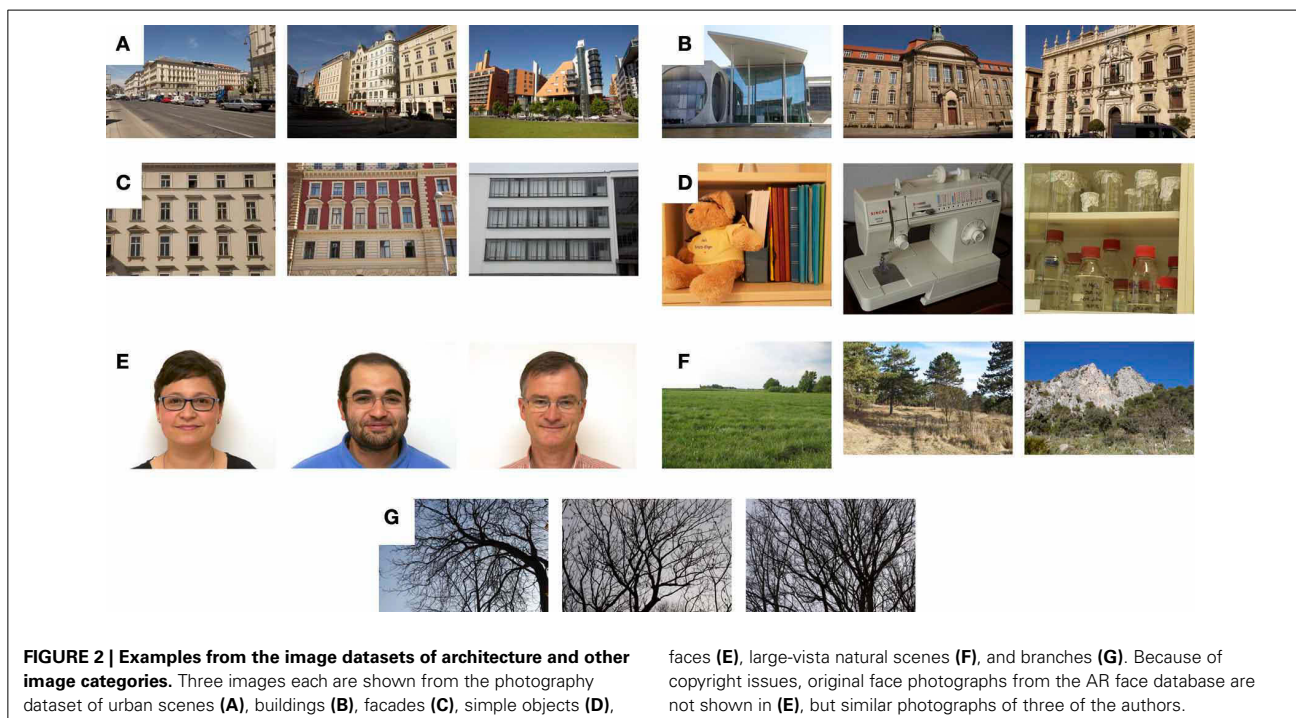 A
B
C
D
SINGER
E
F
G
FIGURE 2 | Examples from the image datasets of architecture and other
image categories. Three images each are shown from the photography
dataset of urban scenes (A), buildings (B), facades (C), simple objects (D),
faces (E), large-vista natural scenes (F), and branches (G). Because of
copyright issues, original face photographs from the AR face database are
not shown in (E), but similar photographs of three of the authors.